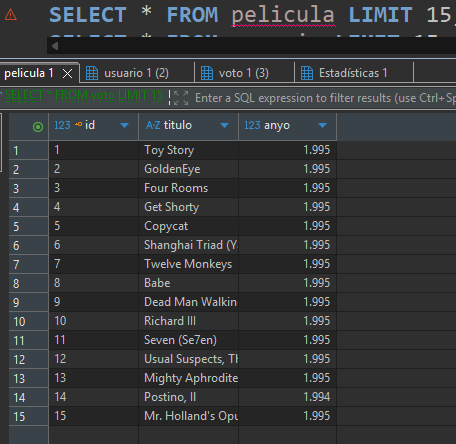 SELECT * FROM pelicula LIMIT 15;
pelicula 1 usuario 1 (2) voto 1 (3) Estadísticas 1
SELECT * FROM voto LIMIT 15 Enter a SQL expression to filter results (use Ctrl+Sp
123 id A-Z titulo 123 anyo
1 1 Toy Story 1.995
2 2 GoldenEye 1.995
3 3 Four Rooms 1.995
4 4 Get Shorty 1.995
5 5 Copycat 1.995
6 6 Shanghai Triad (Y 1.995
7 7 Twelve Monkeys 1.995
8 8 Babe 1.995
9 9 Dead Man Walkin 1.995
10 10 Richard III 1.995
11 11 Seven (Se7en) 1.995
12 12 Usual Suspects, Th 1.995
13 13 Mighty Aphrodite 1.995
14 14 Postino, Il 1.994
15 15 Mr. Holland's Opu 1.995